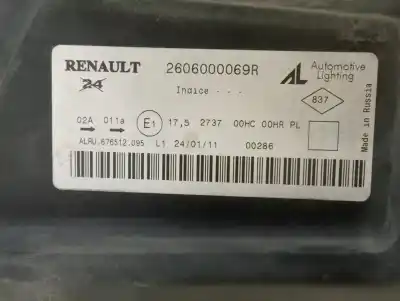 RENAULT 2606000069R AL Automotive Lighting
24 Indice - - -
837
02A 011a E1 17,5 2737 00HC 00HR PL
ALRU.676512.095 L1 24/01/11 00286
Made in Russia